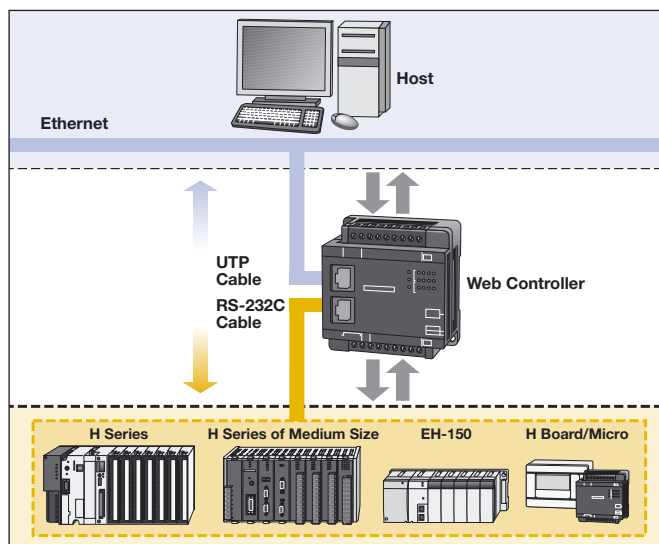 Host
Ethernet
UTP
Cable
Web Controller
RS-232C
Cable
H Series
H Series of Medium Size
EH-150
H Board/Micro